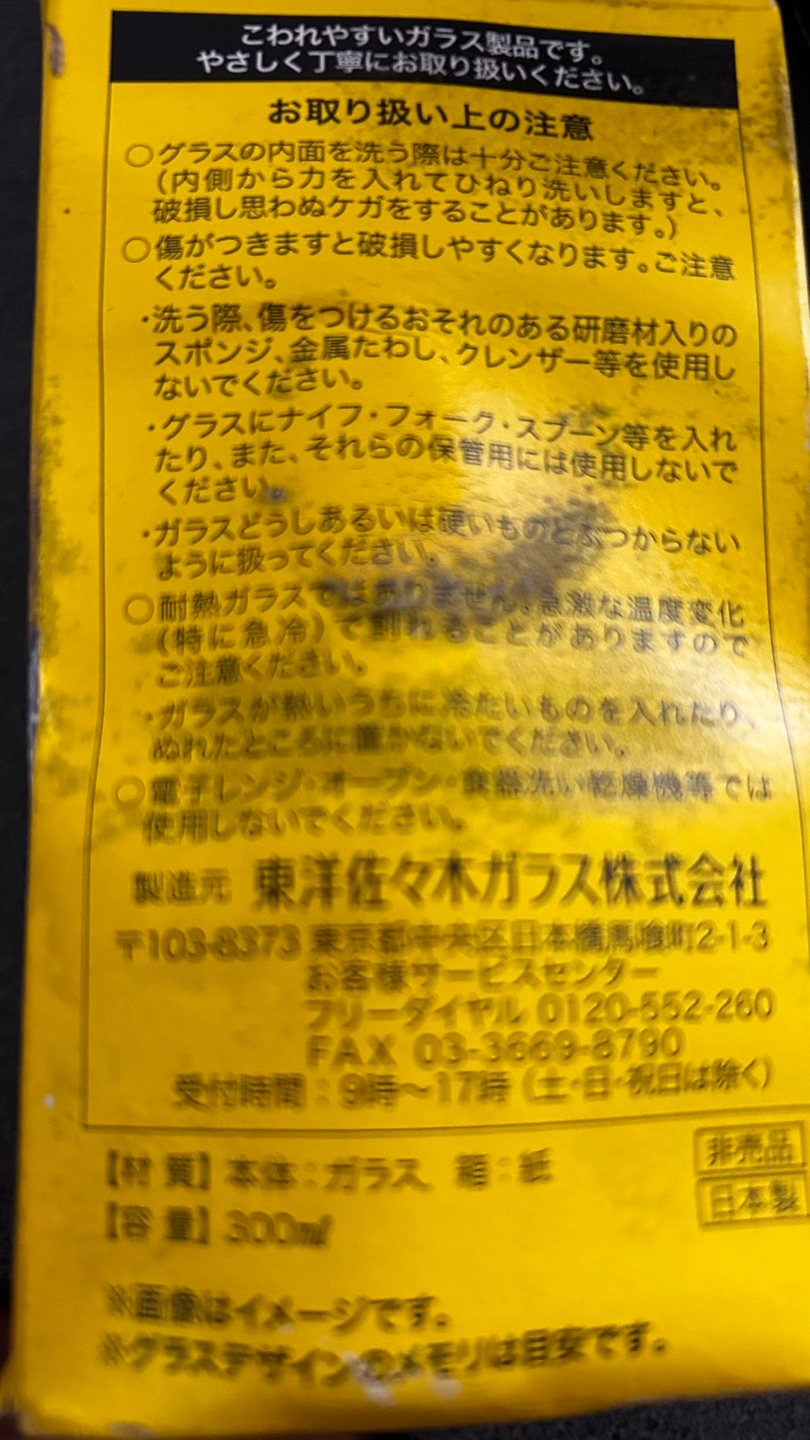 こわれやすいガラス製品です。
やさしく丁寧にお取り扱いください。
お取り扱い上の注意
○グラスの内面を洗う際は十分ご注意ください。
(内側から力を入れてひねり洗いしますと、
破損し思わぬケガをすることがあります。)
○傷がつきますと破損しやすくなります。ご注意
ください。
・洗う際、傷をつけるおそれのある研磨材入りの
スポンジ、金属たわし、クレンザー等を使用し
ないでください。
・グラスにナイフ・フォーク・スプーン等を入れ
たり、また、それらの保管用には使用しないで
ください。
・ガラスどうしあるいは硬いものとぶつからない
ように扱ってください。
○耐熱ガラスではありません。急激な温度変化
(特に急冷)で割れることがありますので
ご注意ください。
・ガラスが熱いうちに冷たいものを入れたり、
ぬれたところに置かないでください。
○電子レンジ・オーブン・食器洗い乾燥機等では
使用しないでください。
製造元 東洋佐々木ガラス株式会社
〒103-8373 東京都中央区日本橋馬喰町2-1-3
お客様サービスセンター
フリーダイヤル 0120-552-260
FAX 03-3669-8790
受付時間:9時〜17時(土・日・祝日は除く)
【材 質】本体:ガラス 箱:紙
非売品
【容 量】300㎖
日本製
※画像はイメージです。
※グラスデザインのメモリは目安です。